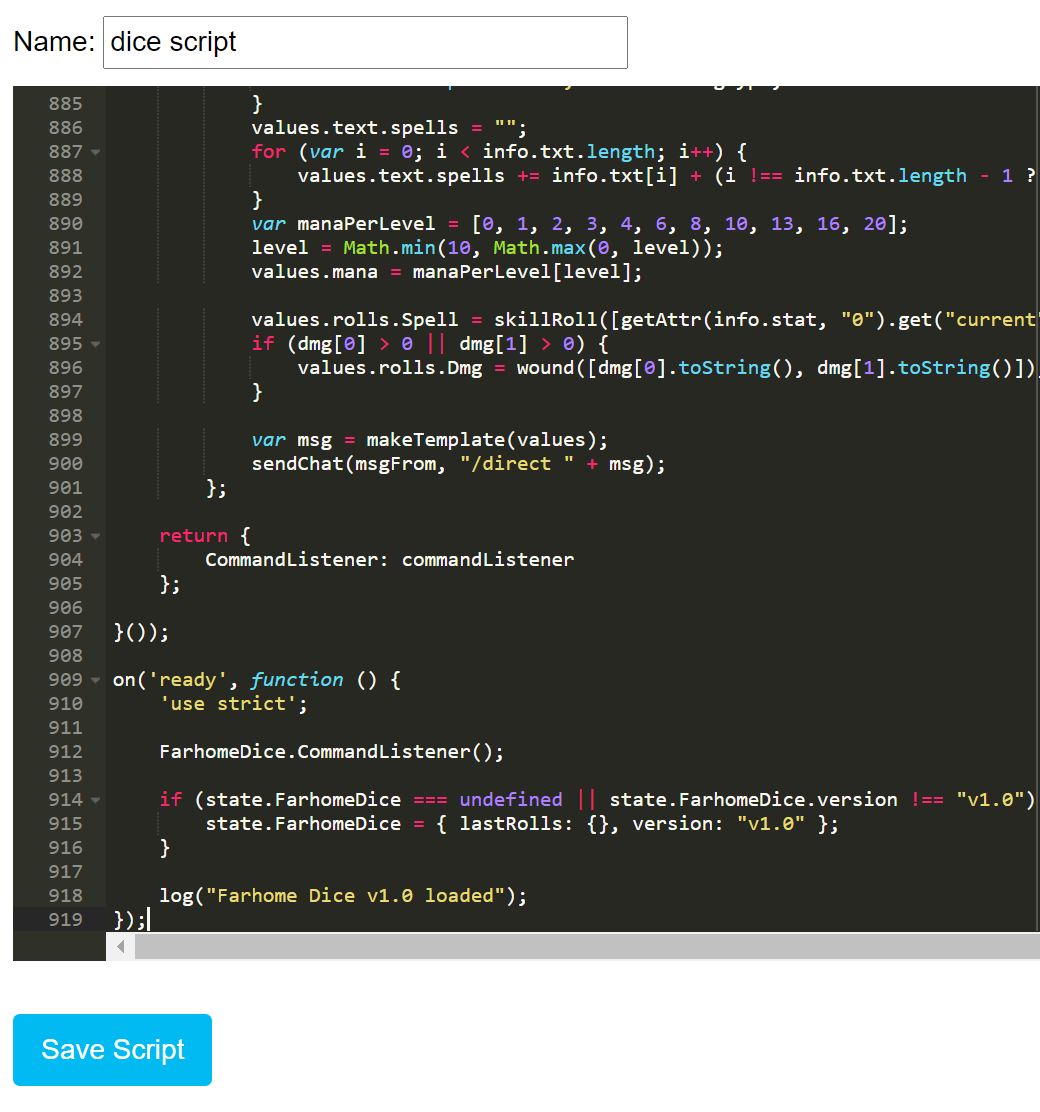 Name: dice script
885 }
886 values.text.spells = "";
887 for (var i = 0; i < info.txt.length; i++) {
888 values.text.spells += info.txt[i] + (i !== info.txt.length - 1 ?
889 }
890 var manaPerLevel = [0, 1, 2, 3, 4, 6, 8, 10, 13, 16, 20];
891 level = Math.min(10, Math.max(0, level));
892 values.mana = manaPerLevel[level];
893
894 values.rolls.Spell = skillRoll([getAttr(info.stat, "0").get("current
895 if (dmg[0] > 0 || dmg[1] > 0) {
896 values.rolls.Dmg = wound([dmg[0].toString(), dmg[1].toString()])
897 }
898
899 var msg = makeTemplate(values);
900 sendChat(msgFrom, "/direct " + msg);
901 };
902
903 return {
904 CommandListener: commandListener
905 };
906
907 }());
908
909 on('ready', function () {
910 'use strict';
911
912 FarhomeDice.CommandListener();
913
914 if (state.FarhomeDice === undefined || state.FarhomeDice.version !== "v1.0")
915 state.FarhomeDice = { lastRolls: {}, version: "v1.0" };
916 }
917
918 log("Farhome Dice v1.0 loaded");
919 });
Save Script